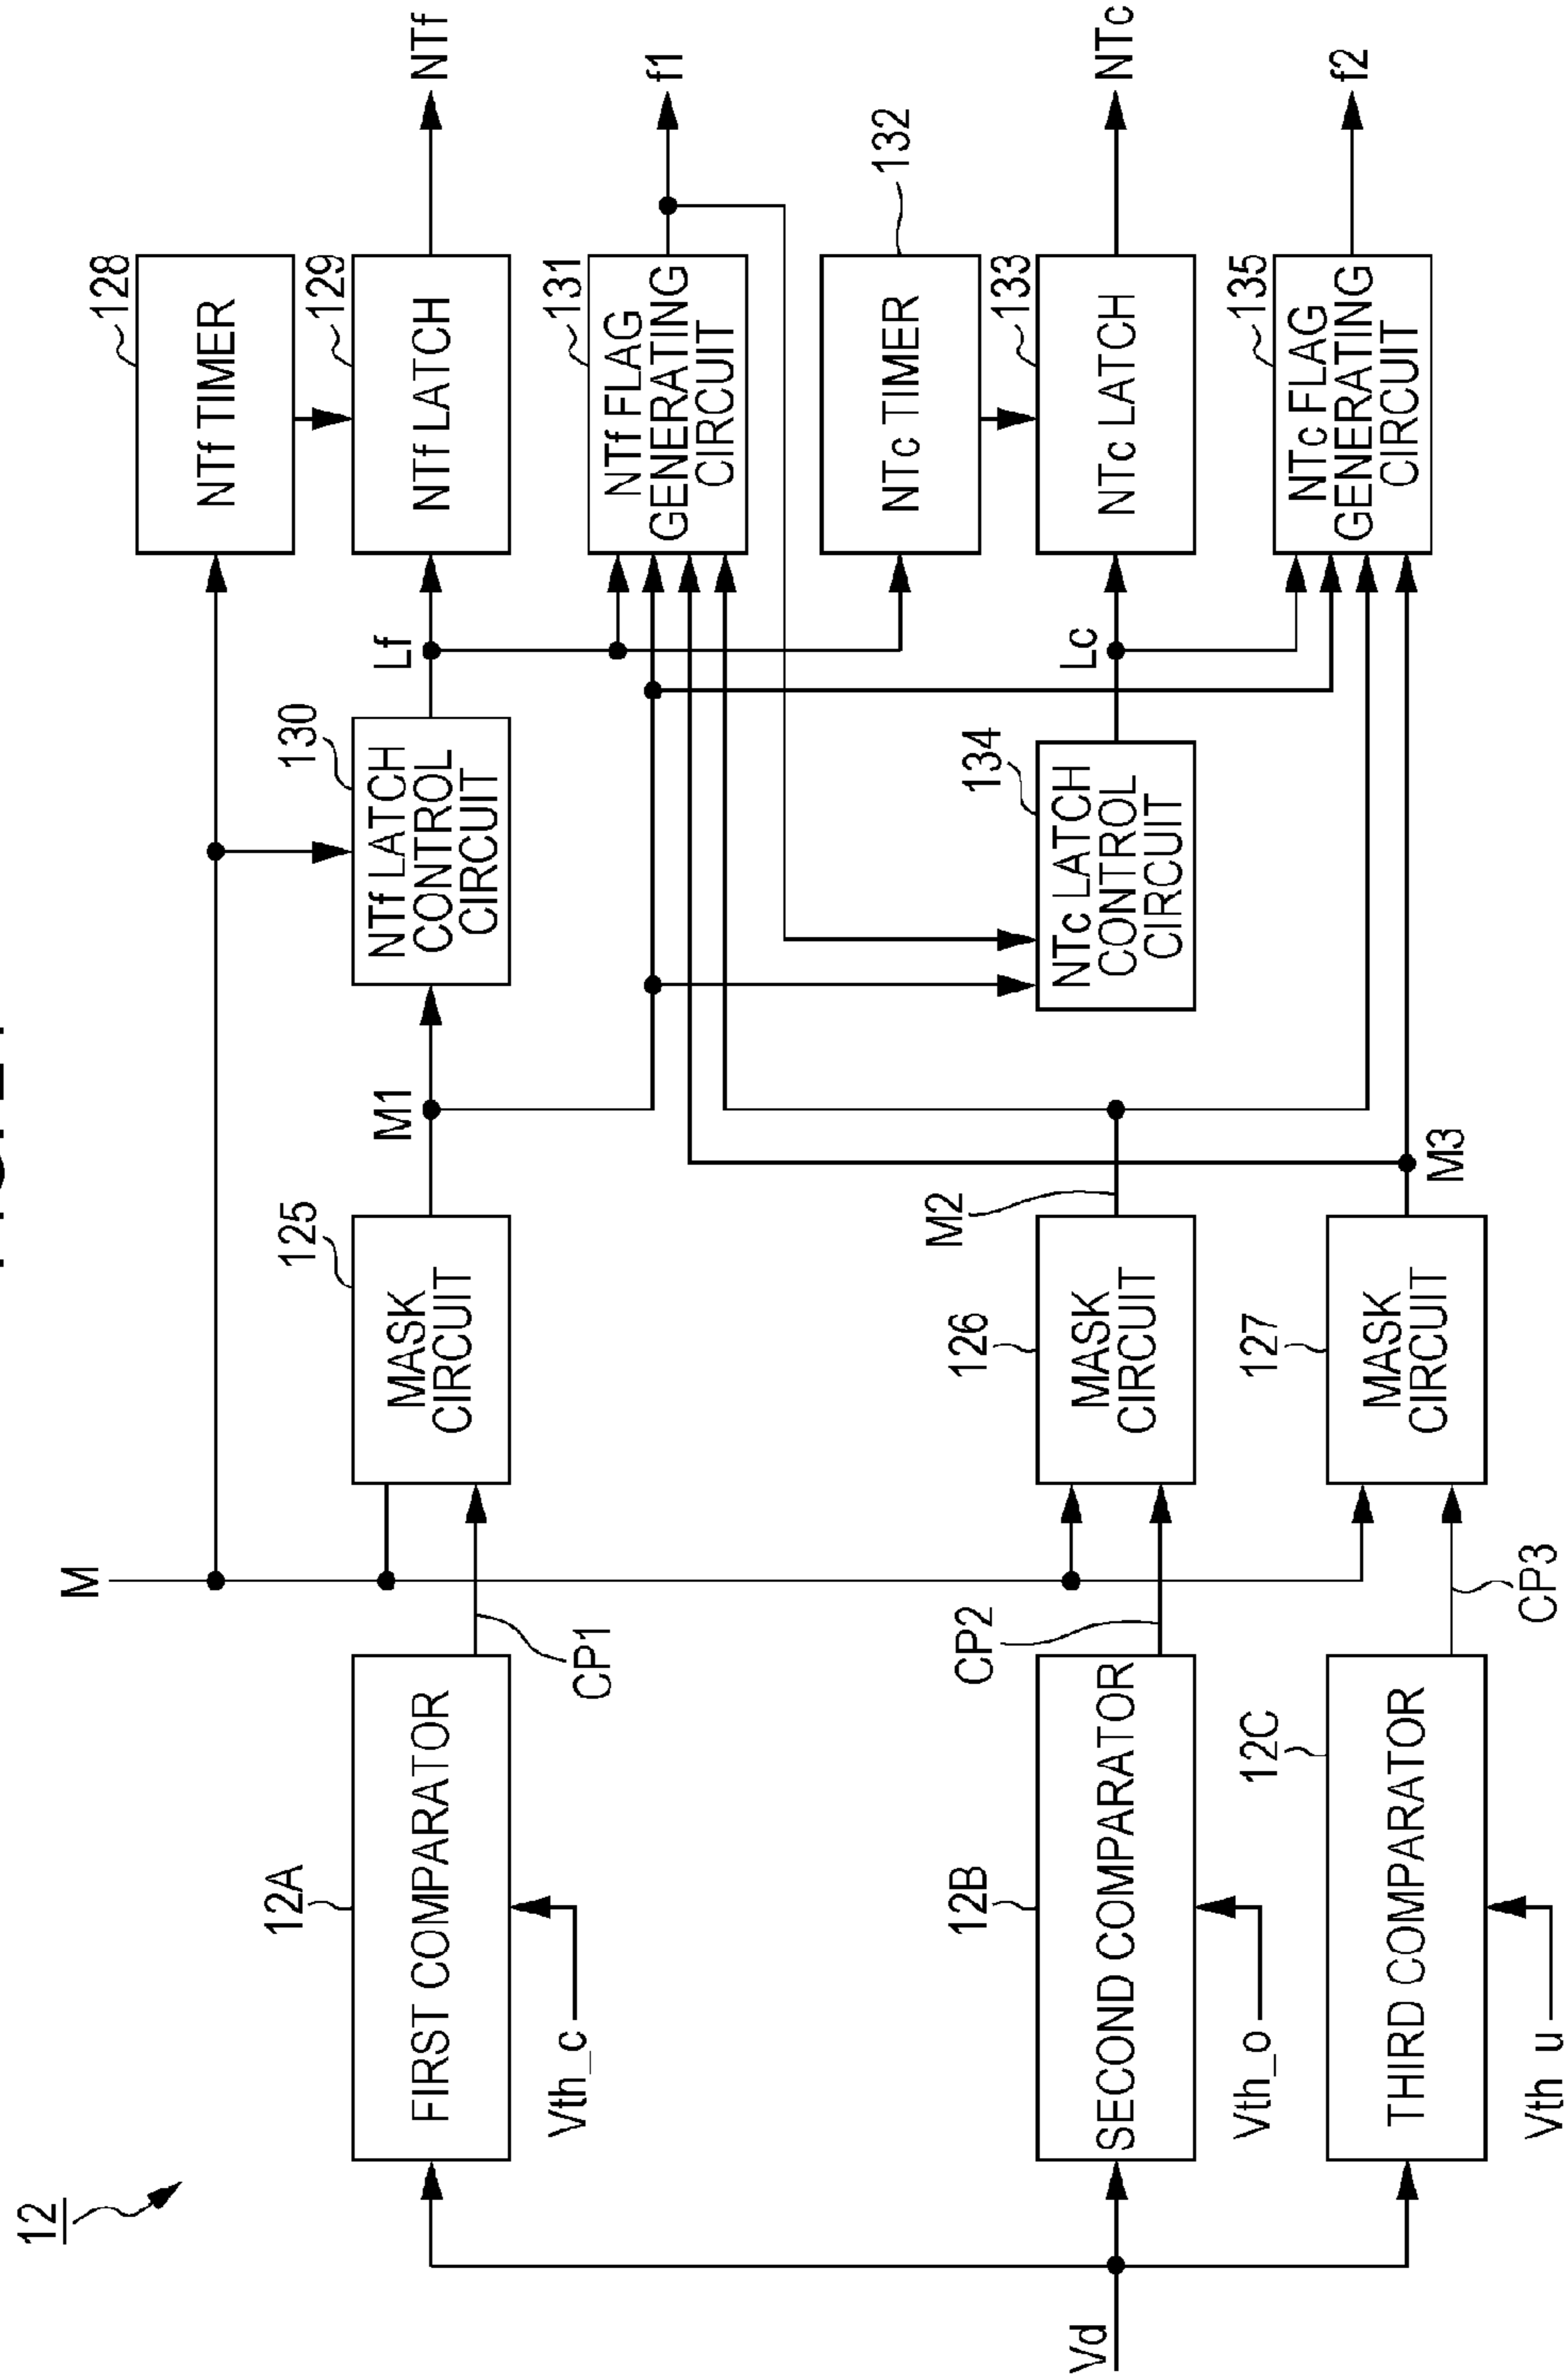 12
Vd
12A
FIRST COMPARATOR
Vth_c
CP1
12B
SECOND COMPARATOR
Vth_o
CP2
12C
THIRD COMPARATOR
Vth_u
CP3
M
125
MASK
CIRCUIT
M1
126
MASK
CIRCUIT
M2
127
MASK
CIRCUIT
M3
130
NTf LATCH
CONTROL
CIRCUIT
Lf
134
NTc LATCH
CONTROL
CIRCUIT
Lc
128
NTf TIMER
129
NTf LATCH
NTf
131
NTf FLAG
GENERATING
CIRCUIT
f1
132
NTc TIMER
133
NTc LATCH
NTc
135
NTc FLAG
GENERATING
CIRCUIT
f2